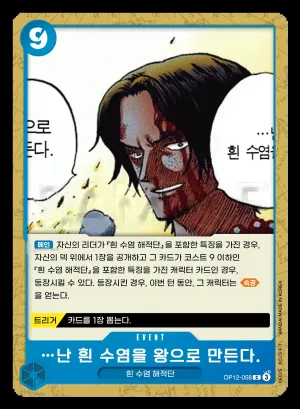 9
으로
든다.
…난
흰 수염
메인 자신의 리더가 『흰 수염 해적단』을 포함한 특징을 가진 경우,
자신의 덱 위에서 1장을 공개하고 그 카드가 코스트 9 이하인
『흰 수염 해적단』을 포함한 특징을 가진 캐릭터 카드인 경우,
등장시킬 수 있다. 등장시킨 경우, 이번 턴 동안, 그 캐릭터는 속공
을 얻는다.
트리거 카드를 1장 뽑는다.
EVENT
…난 흰 수염을 왕으로 만든다.
흰 수염 해적단
OP12-058 R 3